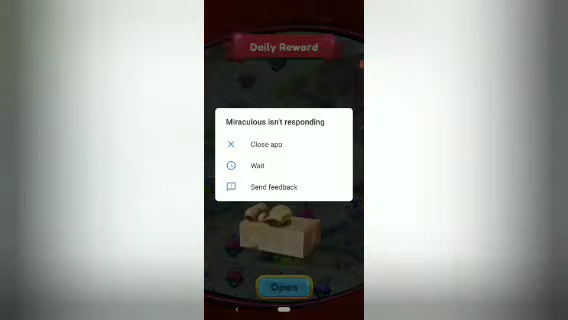 Daily Reward
Miraculous isn't responding
Close app
Wait
Send feedback
Open